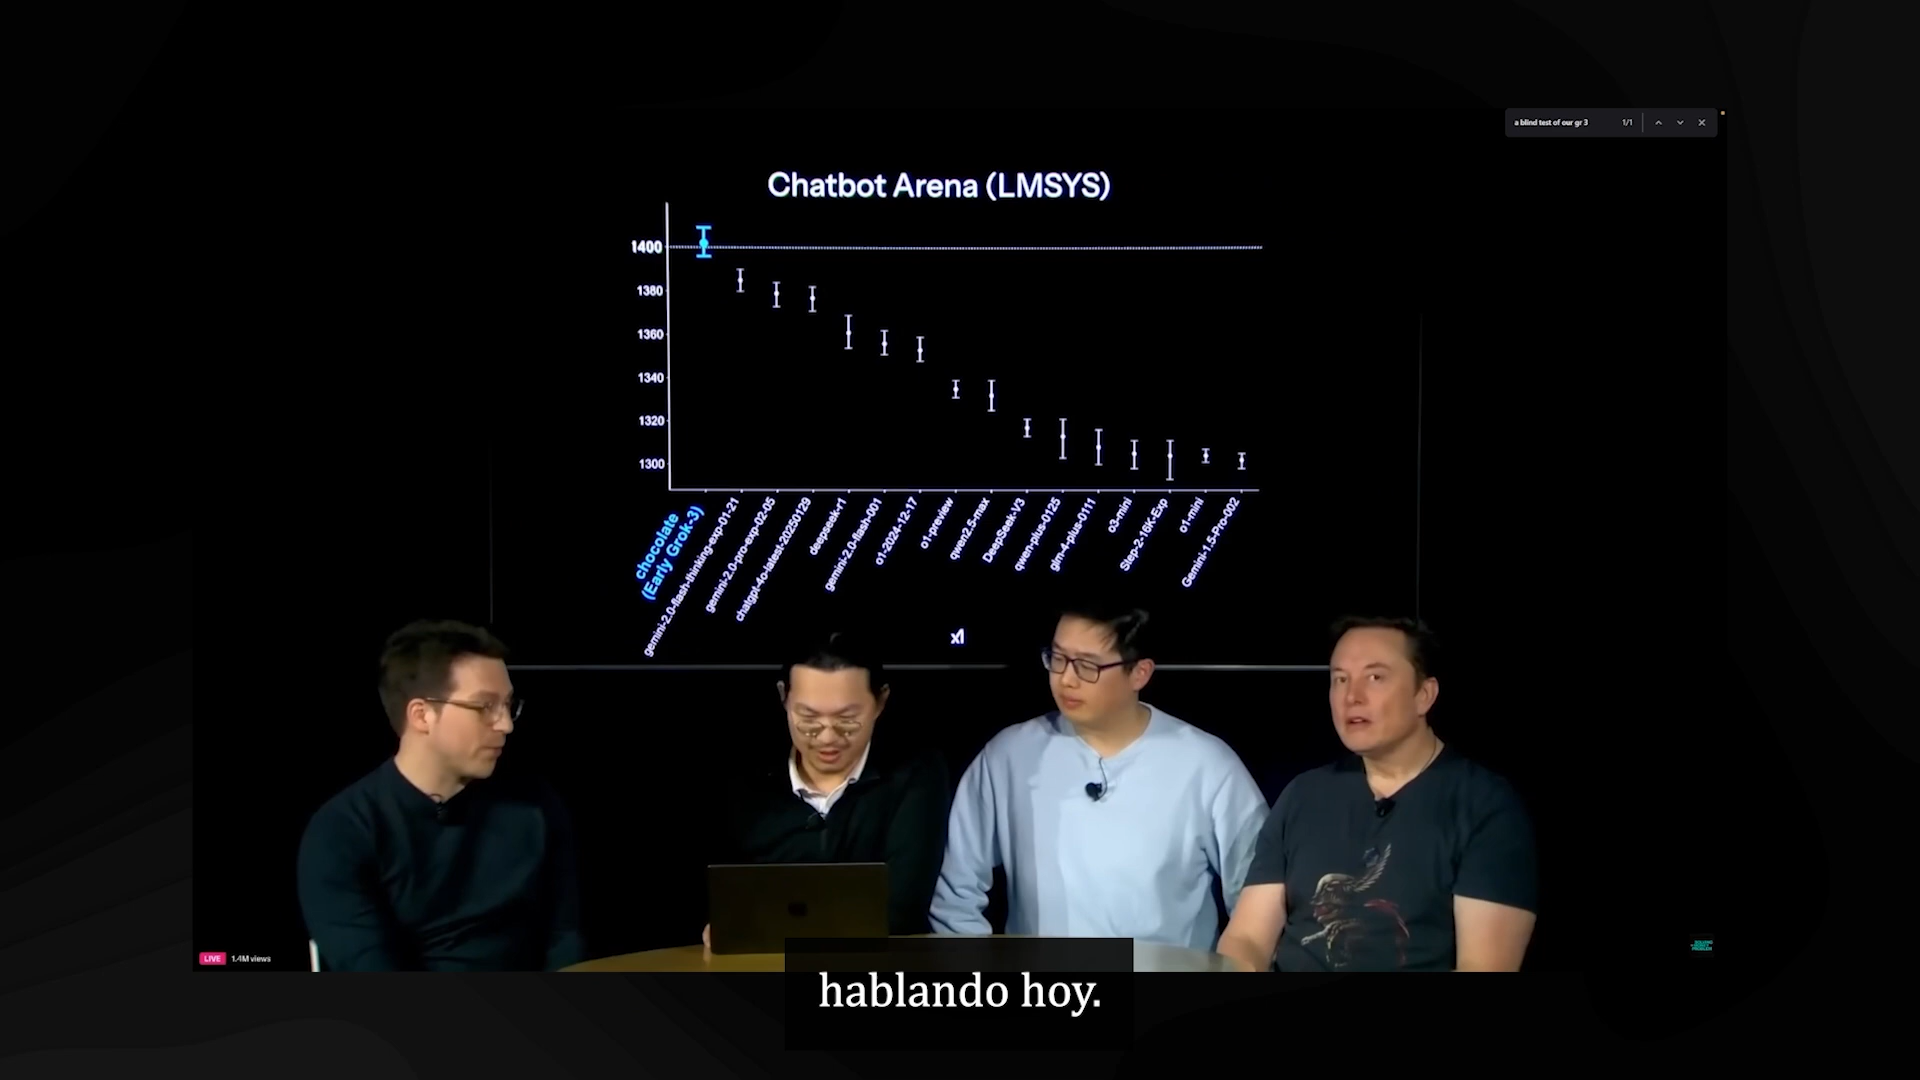 a blind test of our gr 3 1/1
Chatbot Arena (LMSYS)
1400
1380
1360
1340
1320
1300
chocolate
(Early Grok-3)
gemini-2.0-flash-thinking-exp-01-21
gemini-2.0-pro-exp-02-05
chatgpt-4o-latest-20250129
deepseek-r1
gemini-2.0-flash-001
o1-2024-12-17
o1-preview
qwen2.5-max
DeepSeek-V3
qwen-plus-0125
glm-4-plus-0111
o3-mini
Step-2-16K-Exp
o1-mini
Gemini-1.5-Pro-002
xI
LIVE 1.4M views
hablando hoy.